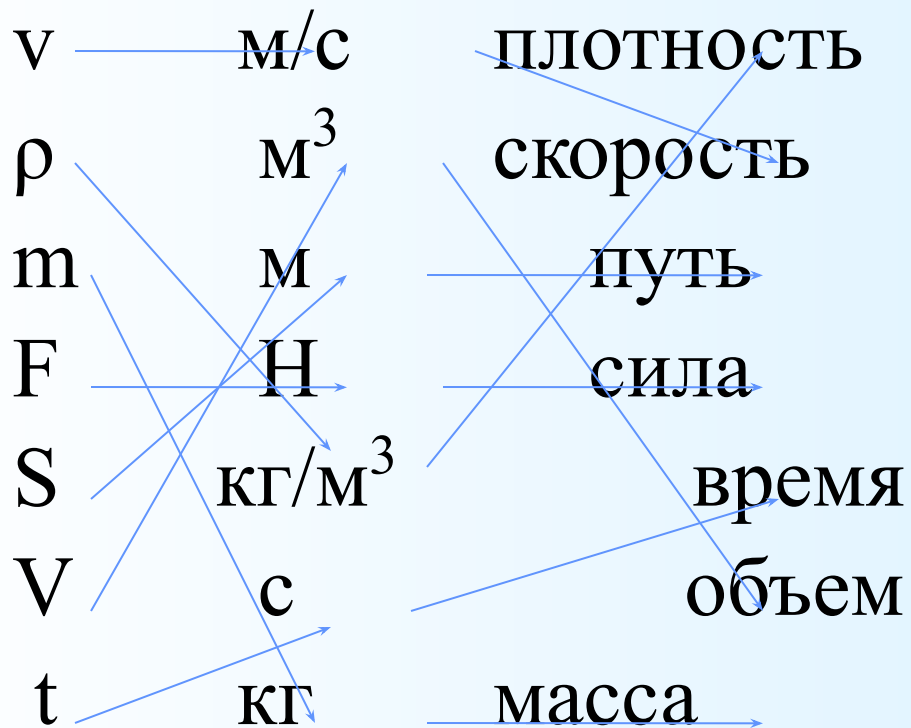 v м/с плотность
ρ м³ скорость
m м путь
F Н сила
S кг/м³ время
V с объем
t кг масса